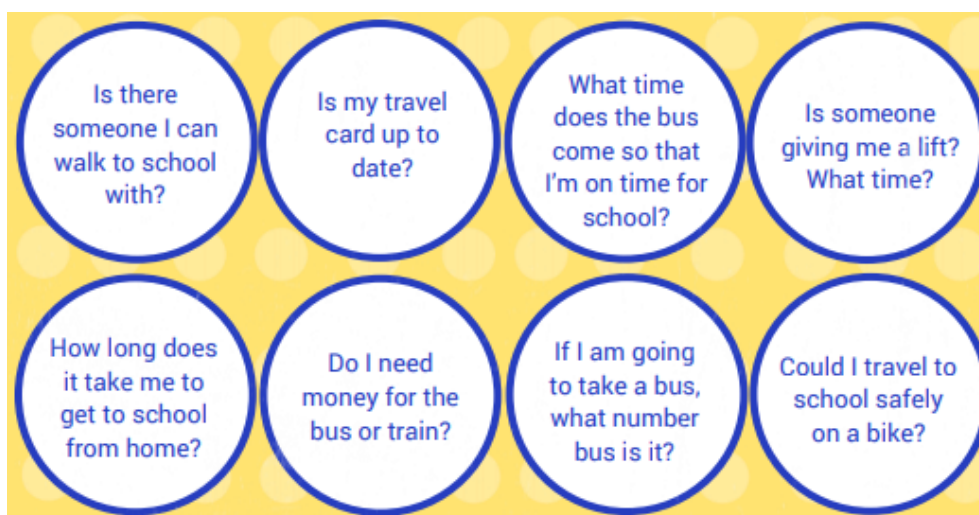 Is there
someone I can
walk to school
with?
Is my travel
card up to
date?
What time
does the bus
come so that
I'm on time for
school?
Is someone
giving me a lift?
What time?
How long does
it take me to
get to school
from home?
Do I need
money for the
bus or train?
If I am going
to take a bus,
what number
bus is it?
Could I travel to
school safely
on a bike?